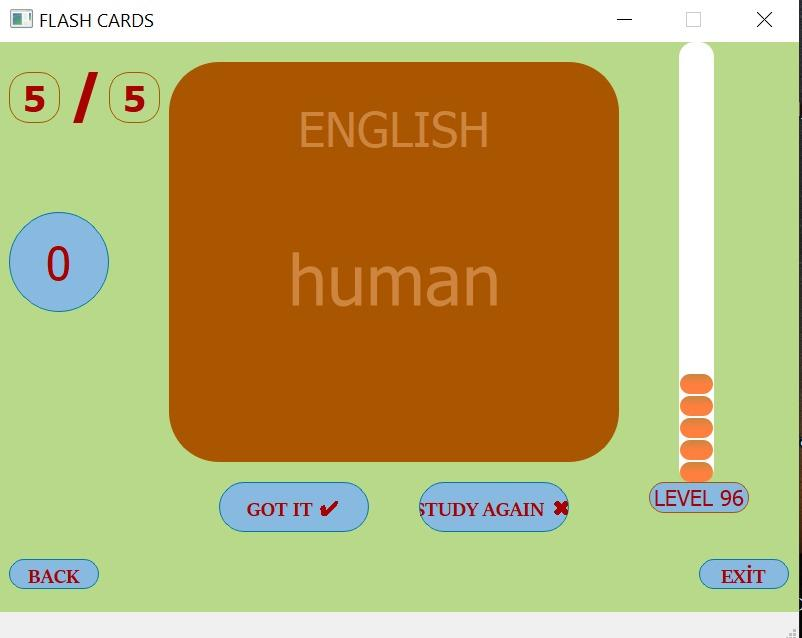 FLASH CARDS
5 / 5
ENGLISH
0
human
GOT IT ✔
STUDY AGAIN ✖
LEVEL 96
BACK
EXİT